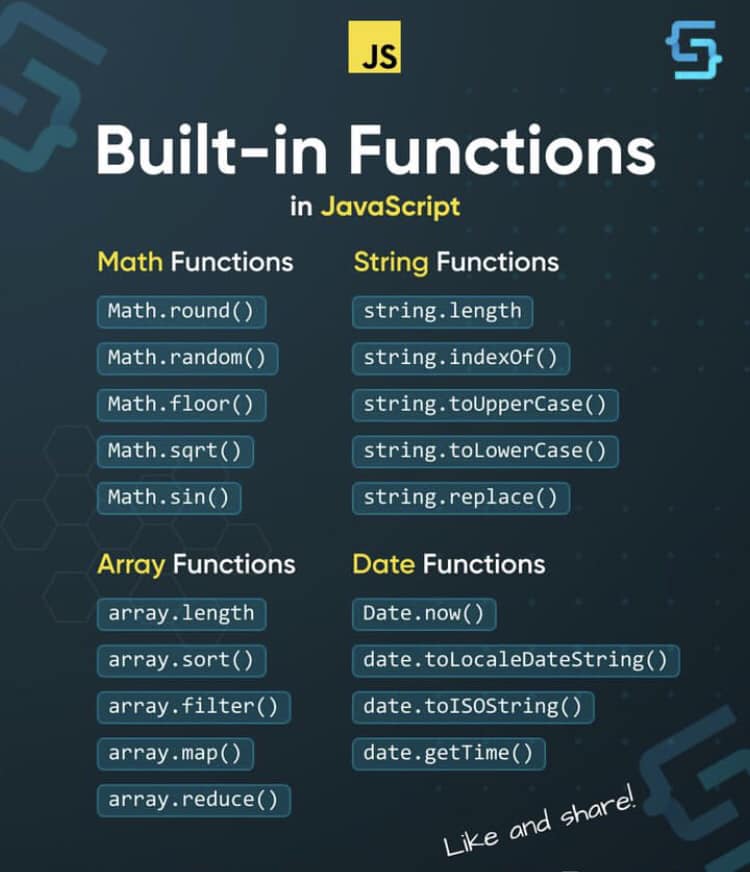 JS
Built-in Functions
in JavaScript
Math Functions
Math.round()
Math.random()
Math.floor()
Math.sqrt()
Math.sin()
String Functions
string.length
string.indexOf()
string.toUpperCase()
string.toLowerCase()
string.replace()
Array Functions
array.length
array.sort()
array.filter()
array.map()
array.reduce()
Date Functions
Date.now()
date.toLocaleDateString()
date.toISOString()
date.getTime()
Like and share!